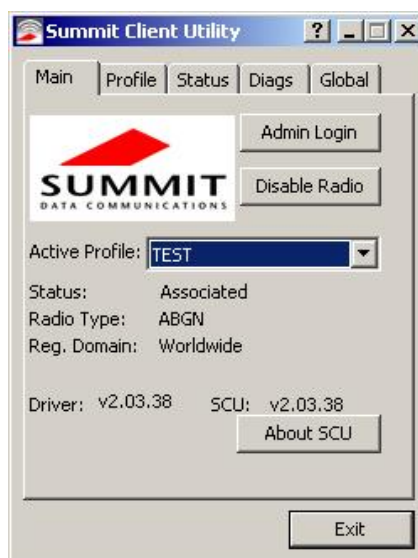 Summit Client Utility
Main Profile Status Diags Global
Admin Login
SUMMIT
DATA COMMUNICATIONS
Disable Radio
Active Profile: TEST
Status: Associated
Radio Type: ABGN
Reg. Domain: Worldwide
Driver: v2.03.38 SCU: v2.03.38
About SCU
Exit